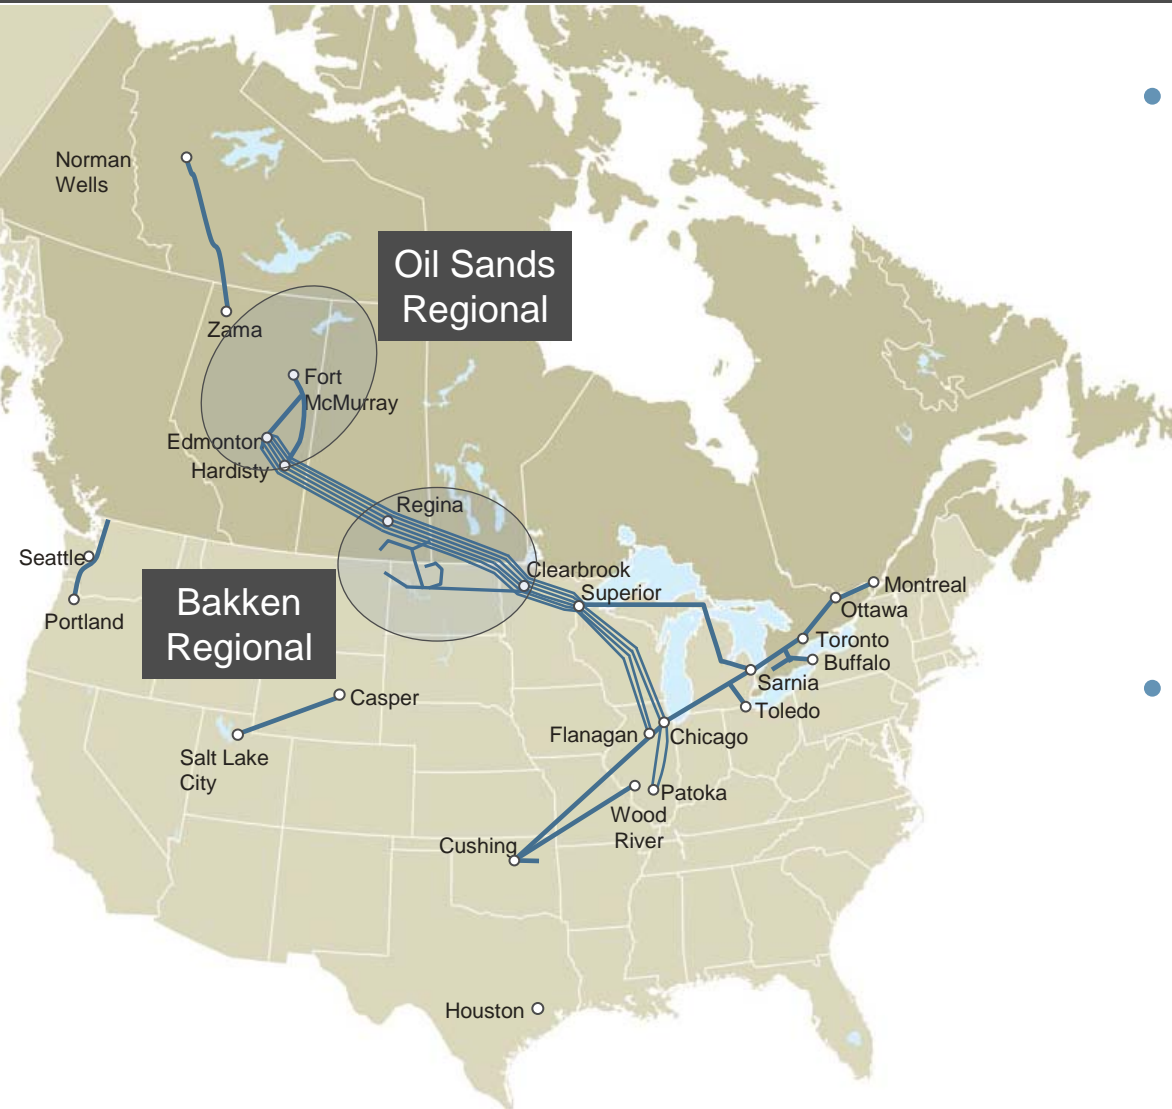 Norman
Wells
Oil Sands
Regional
Zama
Fort
McMurray
Edmonton
Hardisty
Regina
Seattle
Clearbrook
Superior
Montreal
Bakken
Regional
Ottawa
Portland
Toronto
Buffalo
Sarnia
Casper
Toledo
Flanagan
Chicago
Salt Lake
City
Patoka
Wood
River
Cushing
Houston